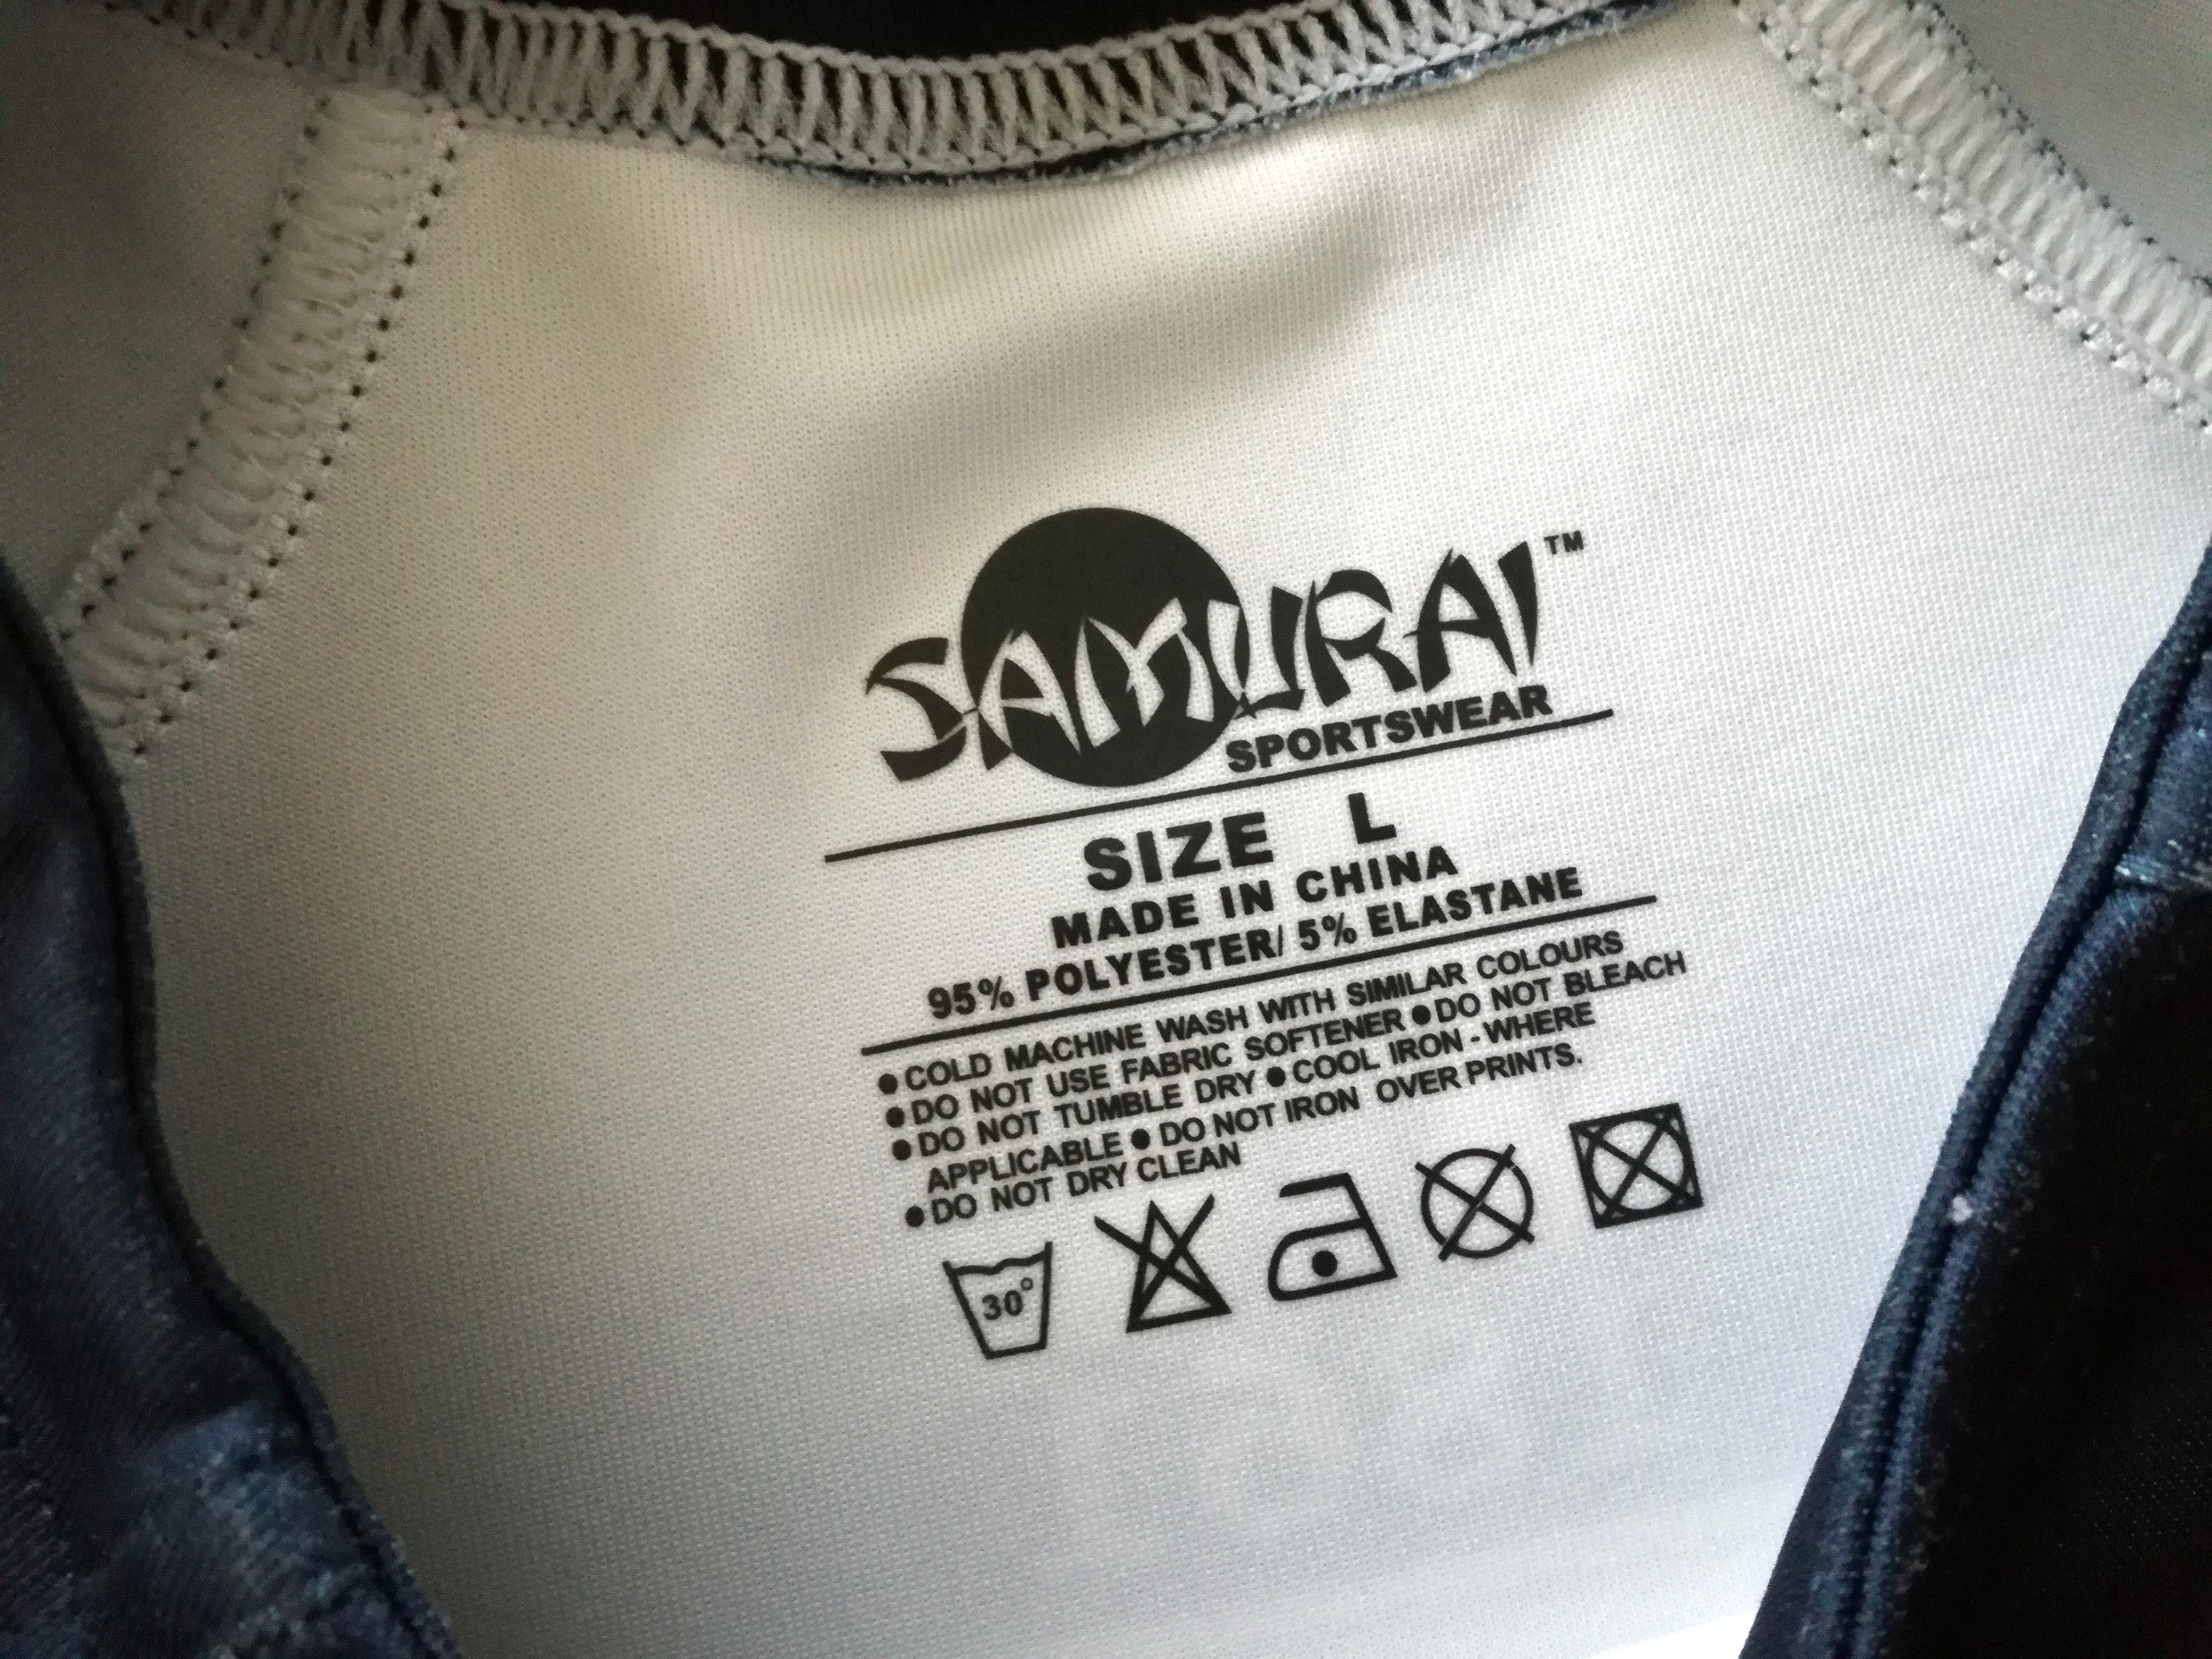 SAMURAI™
SPORTSWEAR
SIZE L
MADE IN CHINA
95% POLYESTER/ 5% ELASTANE
●COLD MACHINE WASH WITH SIMILAR COLOURS
●DO NOT USE FABRIC SOFTENER ●DO NOT BLEACH
●DO NOT TUMBLE DRY ●COOL IRON - WHERE
APPLICABLE ● DO NOT IRON OVER PRINTS.
●DO NOT DRY CLEAN
30°